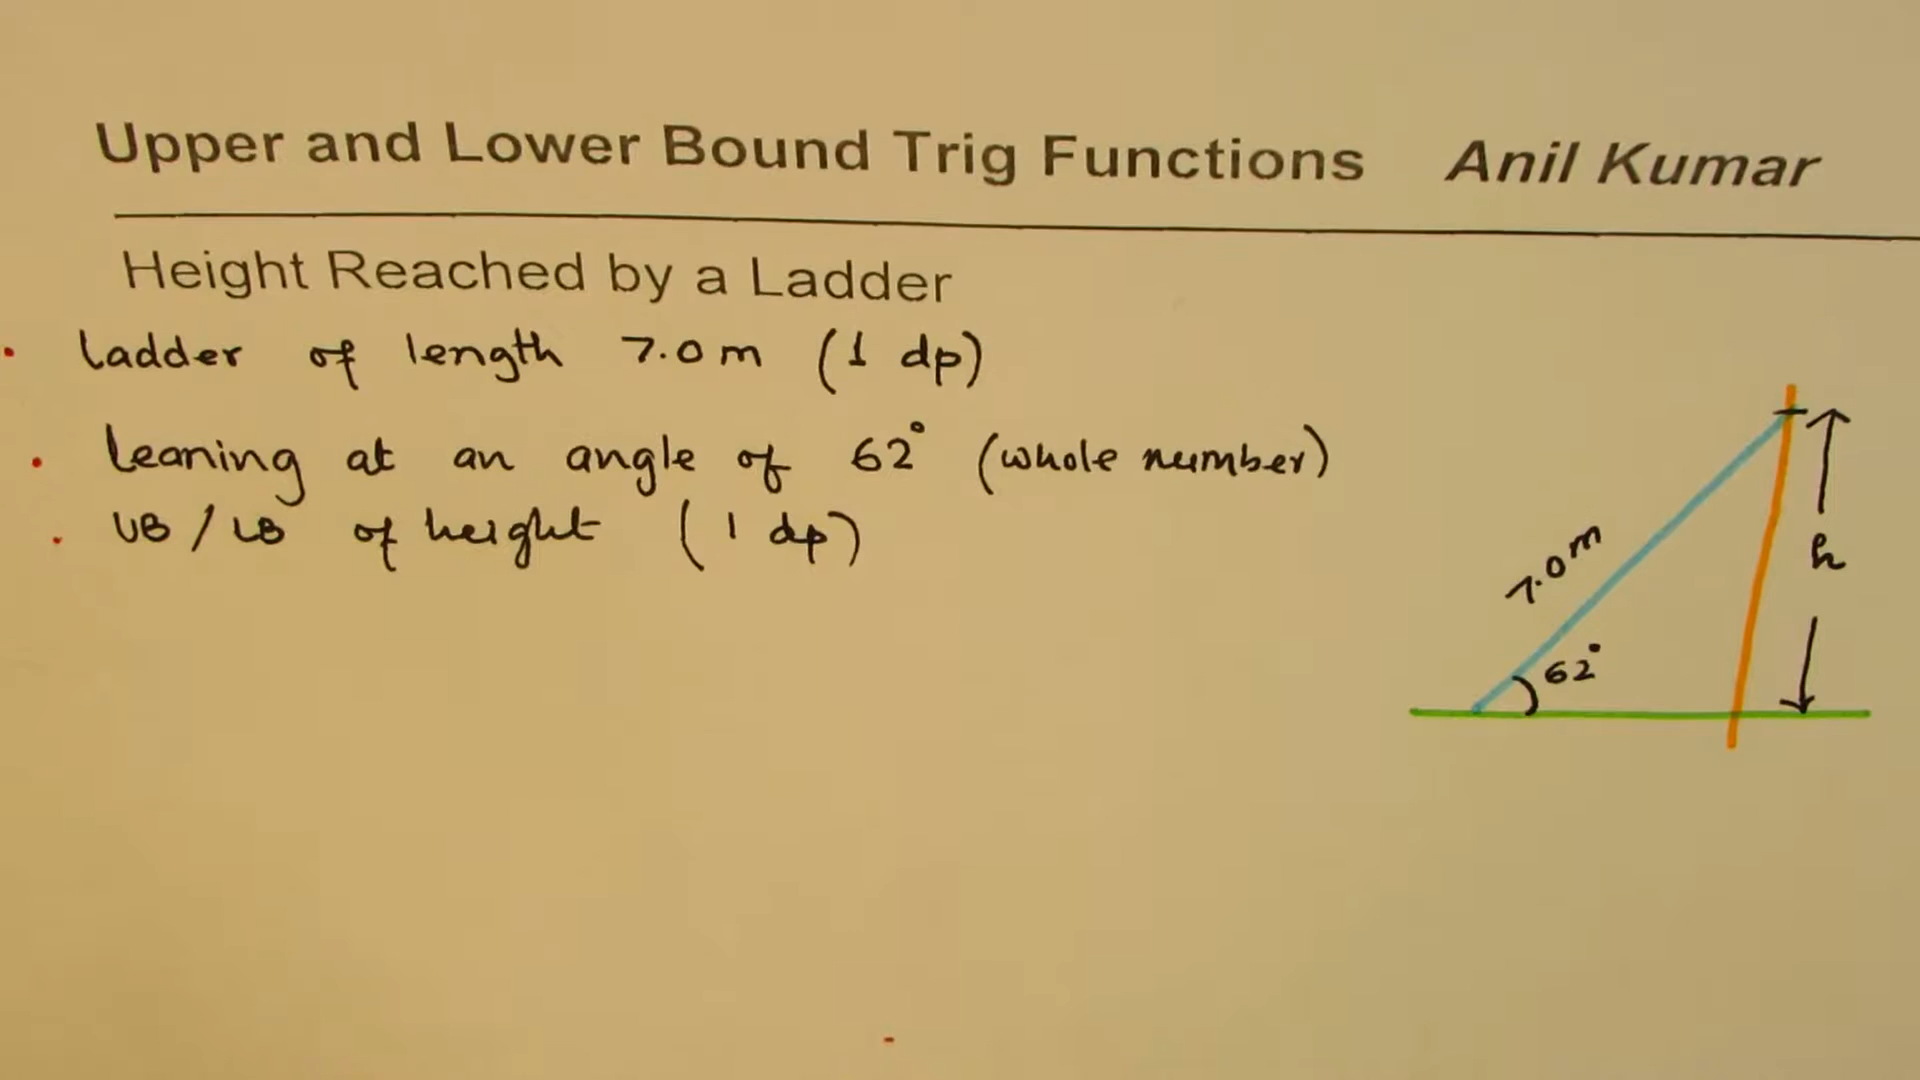 Upper and Lower Bound Trig Functions Anil Kumar
Height Reached by a Ladder
• ladder of length 7.0 m (1 dp)
• leaning at an angle of 62° (whole number)
• UB / LB of height (1 dp)
7.0 m
h
62°